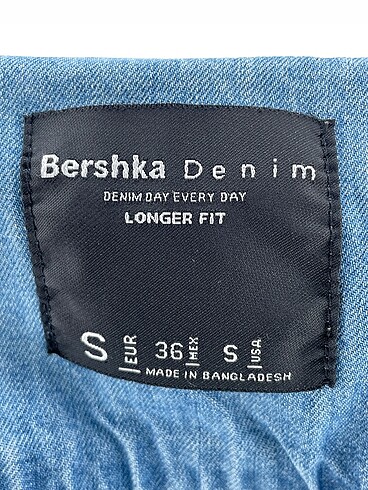 Bershka Denim
DENIM DAY EVERY DAY
LONGER FIT
S EUR 36 MEX S USA
MADE IN BANGLADESH